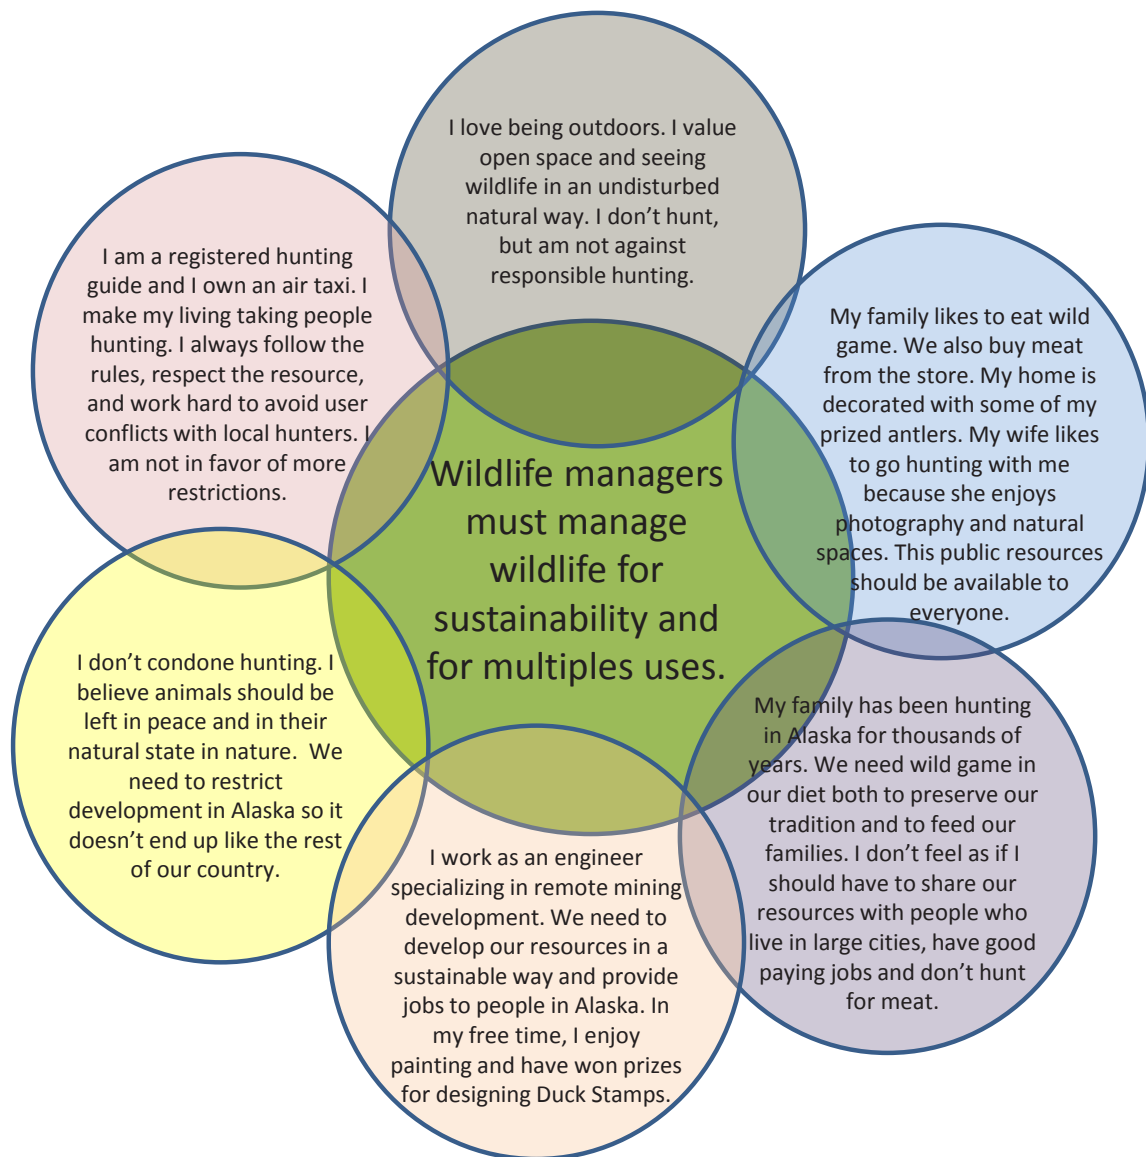 I love being outdoors. I value
open space and seeing
wildlife in an undisturbed
natural way. I don’t hunt,
but am not against
responsible hunting.
I am a registered hunting
guide and I own an air taxi. I
make my living taking people
hunting. I always follow the
rules, respect the resource,
and work hard to avoid user
conflicts with local hunters. I
am not in favor of more
restrictions.
My family likes to eat wild
game. We also buy meat
from the store. My home is
decorated with some of my
prized antlers. My wife likes
to go hunting with me
because she enjoys
photography and natural
spaces. This public resources
should be available to
everyone.
Wildlife managers
must manage
wildlife for
sustainability and
for multiples uses.
I don’t condone hunting. I
believe animals should be
left in peace and in their
natural state in nature.  We
need to restrict
development in Alaska so it
doesn’t end up like the rest
of our country.
My family has been hunting
in Alaska for thousands of
years. We need wild game in
our diet both to preserve our
tradition and to feed our
families. I don’t feel as if I
should have to share our
resources with people who
live in large cities, have good
paying jobs and don’t hunt
for meat.
I work as an engineer
specializing in remote mining
development. We need to
develop our resources in a
sustainable way and provide
jobs to people in Alaska. In
my free time, I enjoy
painting and have won prizes
for designing Duck Stamps.